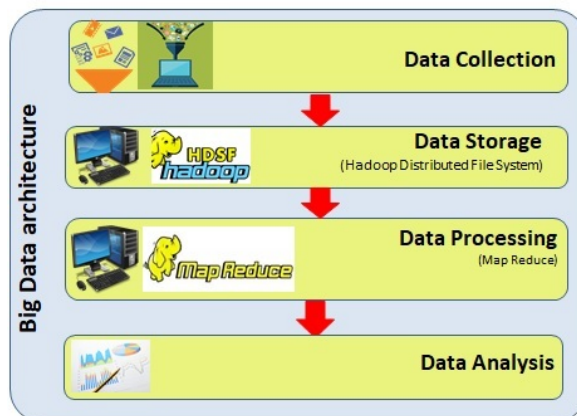 Big Data architecture
Data Collection
HDSF
hadoop
Data Storage
(Hadoop Distributed File System)
Map Reduce
Data Processing
(Map Reduce)
Data Analysis